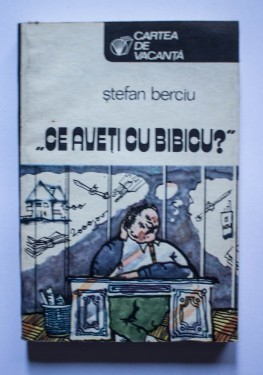 CARTEA
DE
VACANȚĂ
ștefan berciu
„CE AVEȚI CU BIBICU?"